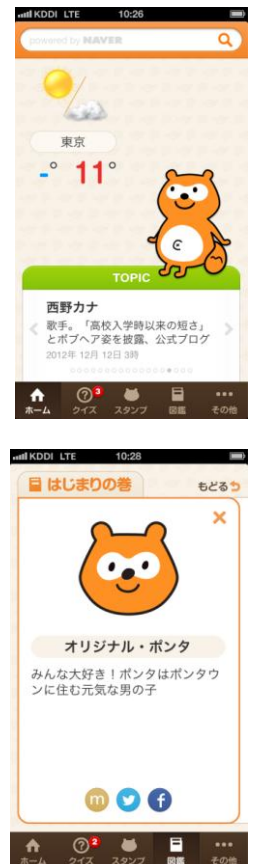 KDDI LTE 10:26
powered by NAVER
東京
-° 11°
TOPIC
西野カナ
歌手。「高校入学時以来の短さ」
とボブヘア姿を披露、公式ブログ
2012年 12月 12日 3時
3
ホーム クイズ スタンプ 図鑑 その他
KDDI LTE 10:28
はじまりの巻 もどる
オリジナル・ポンタ
みんな大好き！ポンタはポンタウ
ンに住む元気な男の子
m f
2
ホーム クイズ スタンプ 図鑑 その他